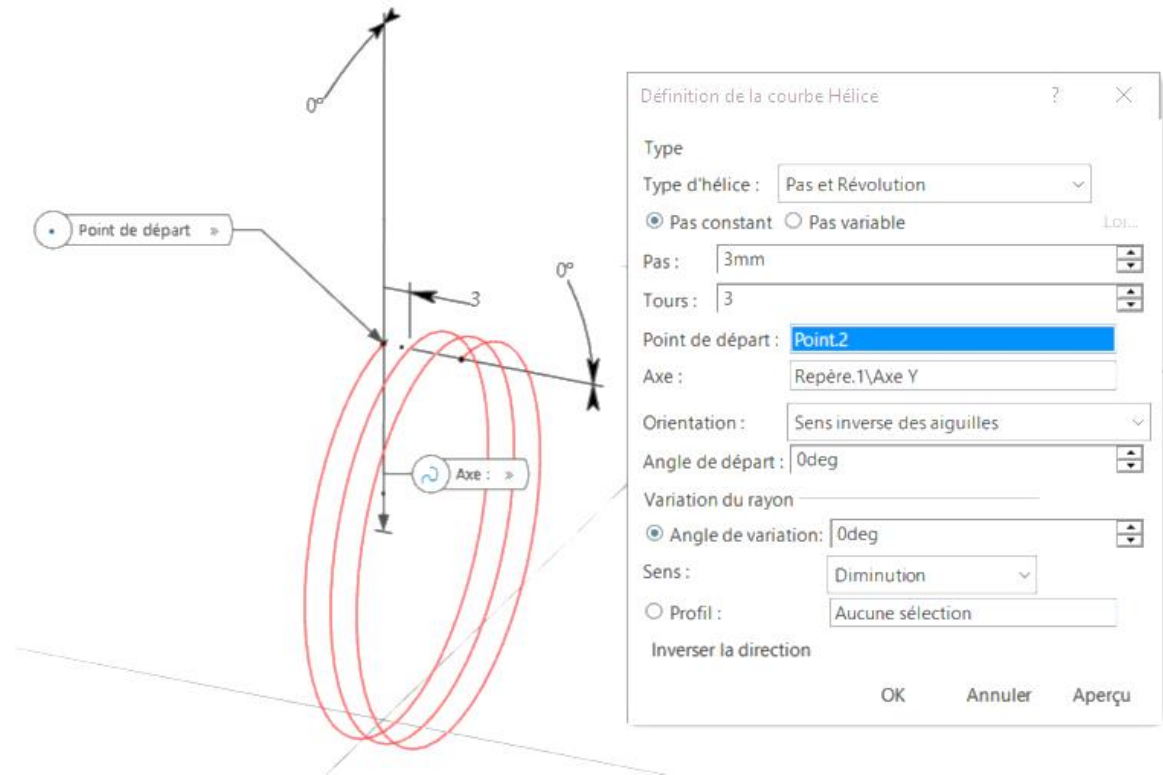 0º
Point de départ »
0º
3
Axe : »
Définition de la courbe Hélice ? ×
Type
Type d'hélice : Pas et Révolution
Pas constant Pas variable Loi...
Pas : 3mm
Tours : 3
Point de départ : Point.2
Axe : Repère.1\Axe Y
Orientation : Sens inverse des aiguilles
Angle de départ : 0deg
Variation du rayon
Angle de variation: 0deg
Sens : Diminution
Profil : Aucune sélection
Inverser la direction
OK Annuler Aperçu